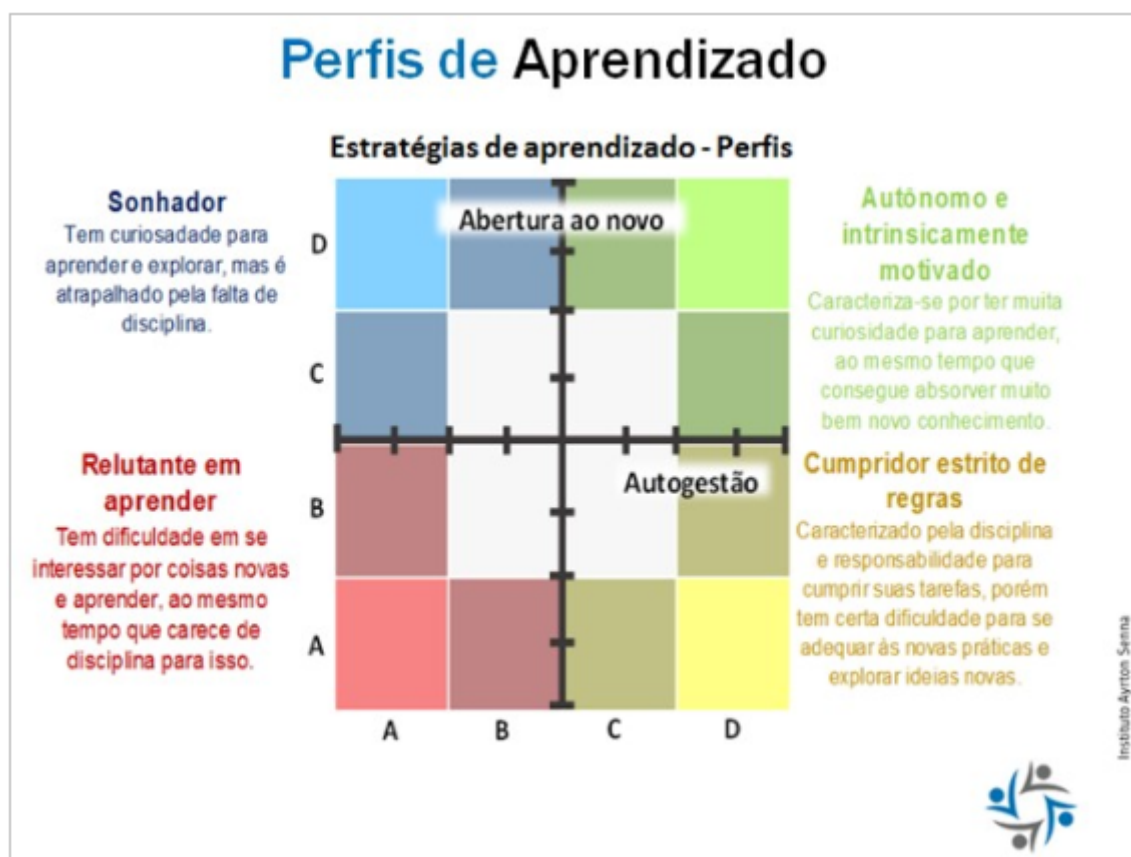 Perfis de Aprendizado
Estratégias de aprendizado - Perfis
Sonhador
Tem curiosadade para
aprender e explorar, mas é
atrapalhado pela falta de
disciplina.
Relutante em
aprender
Tem dificuldade em se
interessar por coisas novas
e aprender, ao mesmo
tempo que carece de
disciplina para isso.
D
C
B
A
Abertura ao novo
Autogestão
A
B
C
D
Autônomo e
intrinsicamente
motivado
Caracteriza-se por ter muita
curiosidade para aprender,
ao mesmo tempo que
consegue absorver muito
bem novo conhecimento.
Cumpridor estrito de
regras
Caracterizado pela disciplina
e responsabilidade para
cumprir suas tarefas, porém
tem certa dificuldade para se
adequar às novas práticas e
explorar ideias novas.
Instituto Ayrton Senna